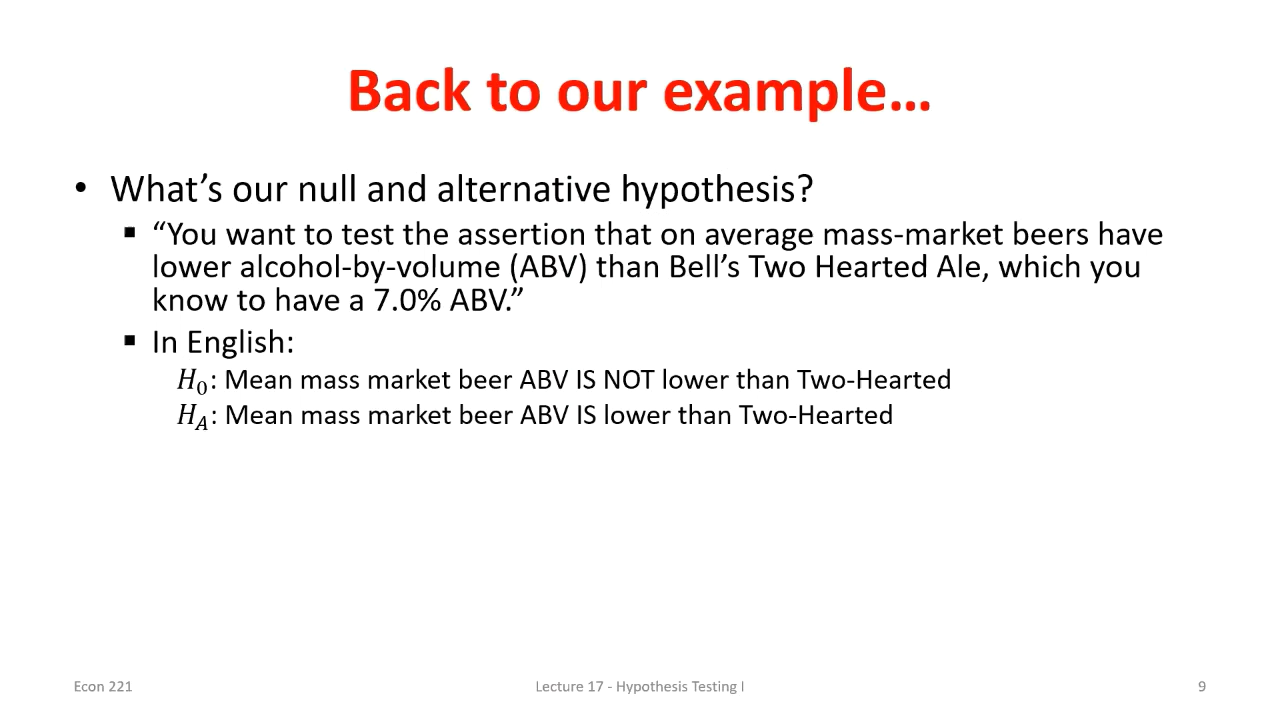 Back to our example…
• What’s our null and alternative hypothesis?
▪ “You want to test the assertion that on average mass-market beers have
lower alcohol-by-volume (ABV) than Bell’s Two Hearted Ale, which you
know to have a 7.0% ABV.”
▪ In English:
H₀: Mean mass market beer ABV IS NOT lower than Two-Hearted
H_A: Mean mass market beer ABV IS lower than Two-Hearted
Econ 221
Lecture 17 - Hypothesis Testing I
9